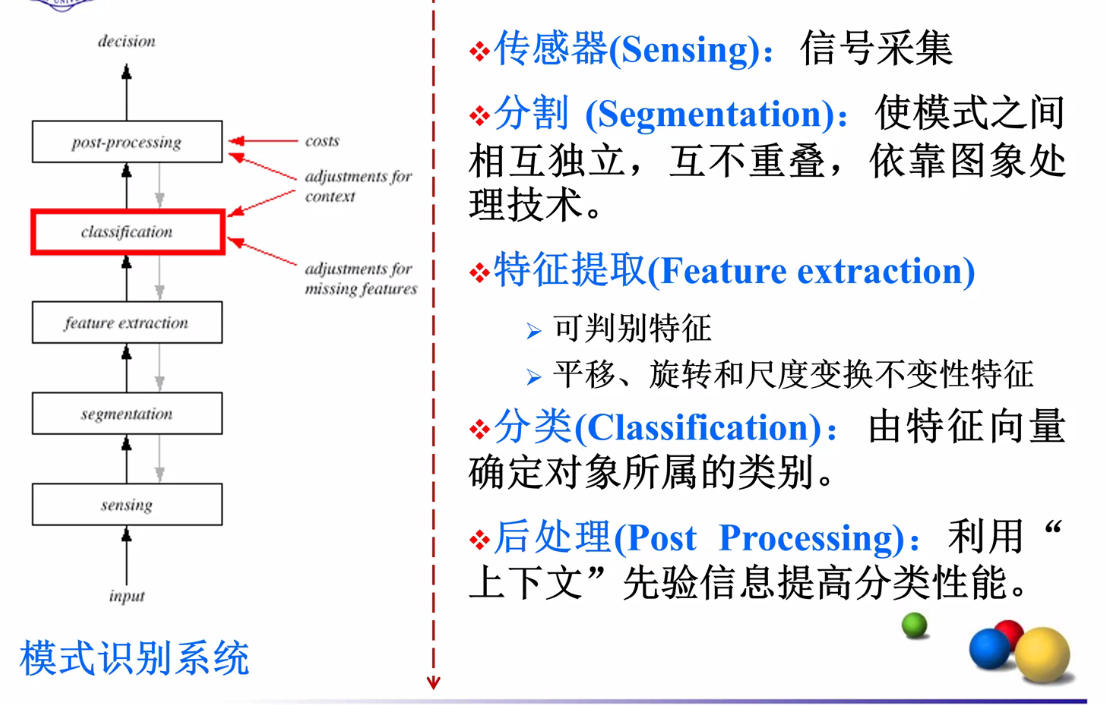 decision
post-processing
costs
adjustments for
context
classification
adjustments for
missing features
feature extraction
segmentation
sensing
input
模式识别系统
传感器(Sensing)：信号采集
分割 (Segmentation)：使模式之间
相互独立，互不重叠，依靠图象处
理技术。
特征提取(Feature extraction)
可判别特征
平移、旋转和尺度变换不变性特征
分类(Classification)：由特征向量
确定对象所属的类别。
后处理(Post Processing)：利用“
上下文”先验信息提高分类性能。